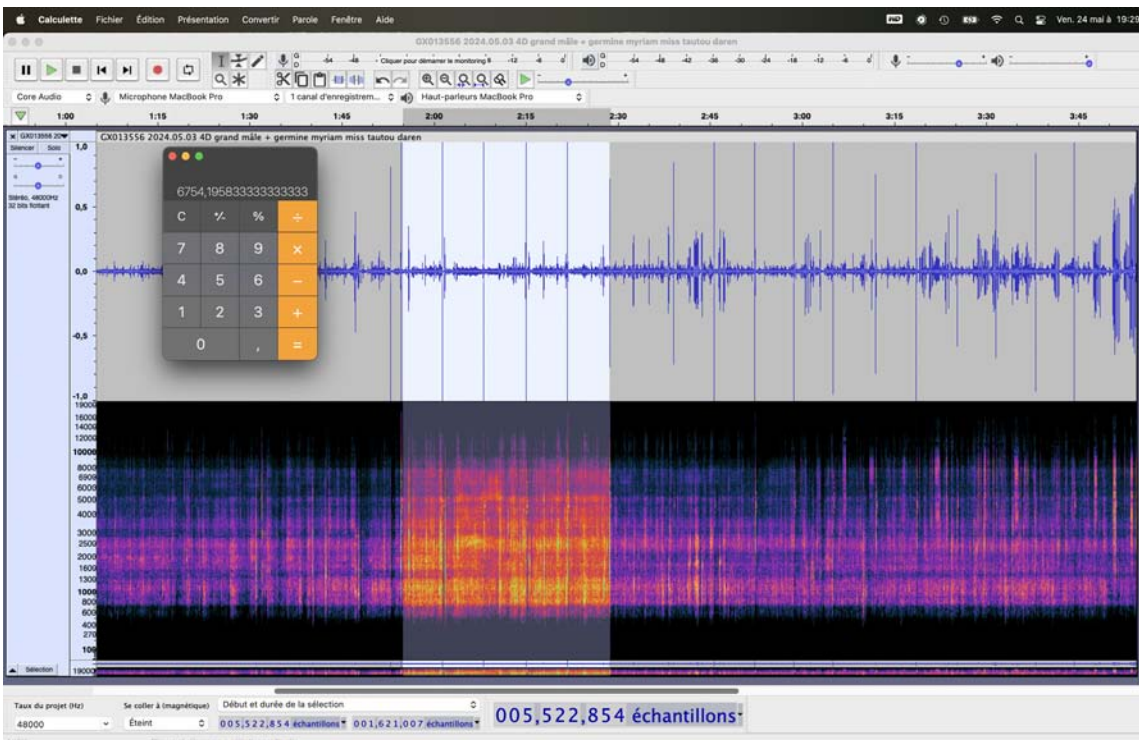 Calculette Fichier Édition Présentation Convertir Parole Fenêtre Aide
Ven. 24 mai à 19:29
GX013556 2024.05.03 4D grand mâle + germine myriam miss tautou daren
-54 -48 - Cliquer pour démarrer le monitoring
Core Audio Microphone MacBook Pro 1 canal d'enregistrem... Haut-parleurs MacBook Pro
1:00 1:15 1:30 1:45 2:00 2:15 2:30 2:45 3:00 3:15 3:30 3:45
GX013556 20
GX013556 2024.05.03 4D grand mâle + germine myriam miss tautou daren
Silencer Solo
Stéréo, 48000Hz
32 bits flottant
1,0
0,5
0,0
-0,5
-1,0
6754,195833333333333
C +/- % ÷
7 8 9 ×
4 5 6 −
1 2 3 +
0 , =
19000
16000
14000
12000
10000
8000
6900
6000
5000
4000
3000
2500
2000
1600
1300
1000
800
600
400
270
100
Sélection
19000
Taux du projet (Hz) Se coller à (magnétique) Début et durée de la sélection
48000 Éteint 005,522,854 échantillons 001,621,007 échantillons
005,522,854 échantillons